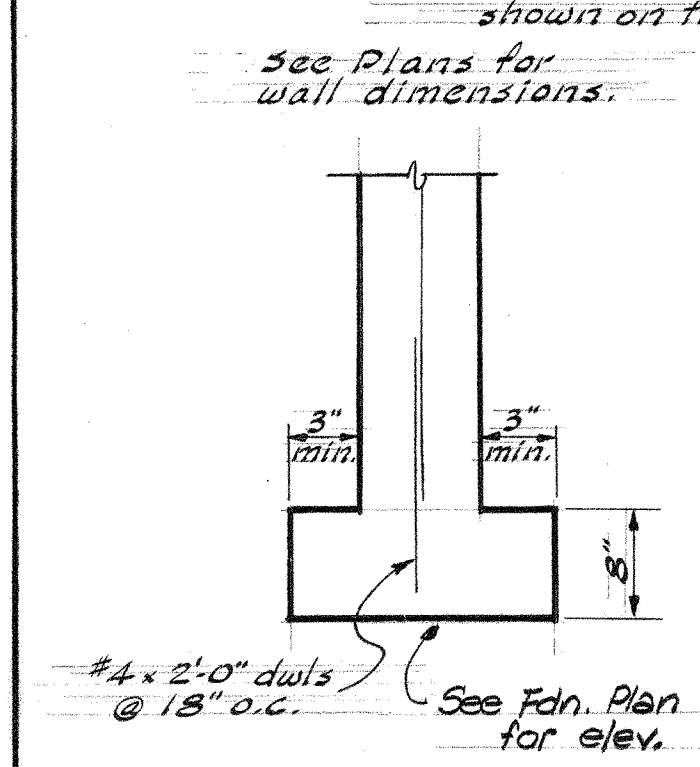 shown on
See Plans for
wall dimensions.
3"
min.
3"
min.
8"
#4 x 2'-0" dwls
@ 18" o.c.
See Fdn. Plan
for elev.